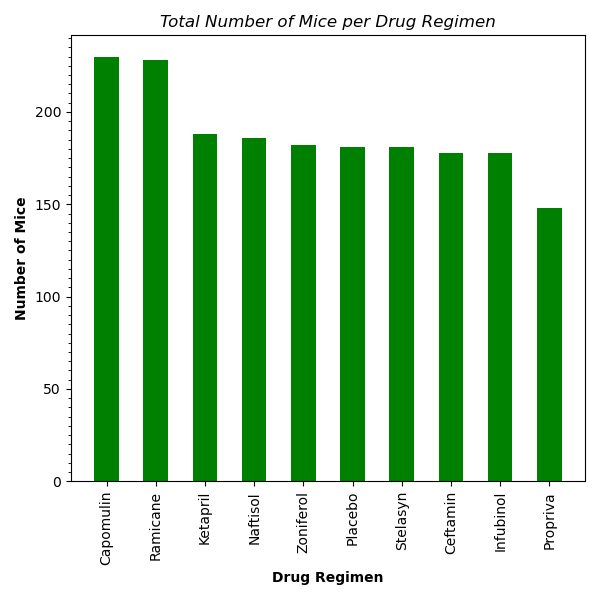 Total Number of Mice per Drug Regimen
Number of Mice
200
150
100
50
0
Capomulin
Ramicane
Ketapril
Naftisol
Zoniferol
Placebo
Stelasyn
Ceftamin
Infubinol
Propriva
Drug Regimen